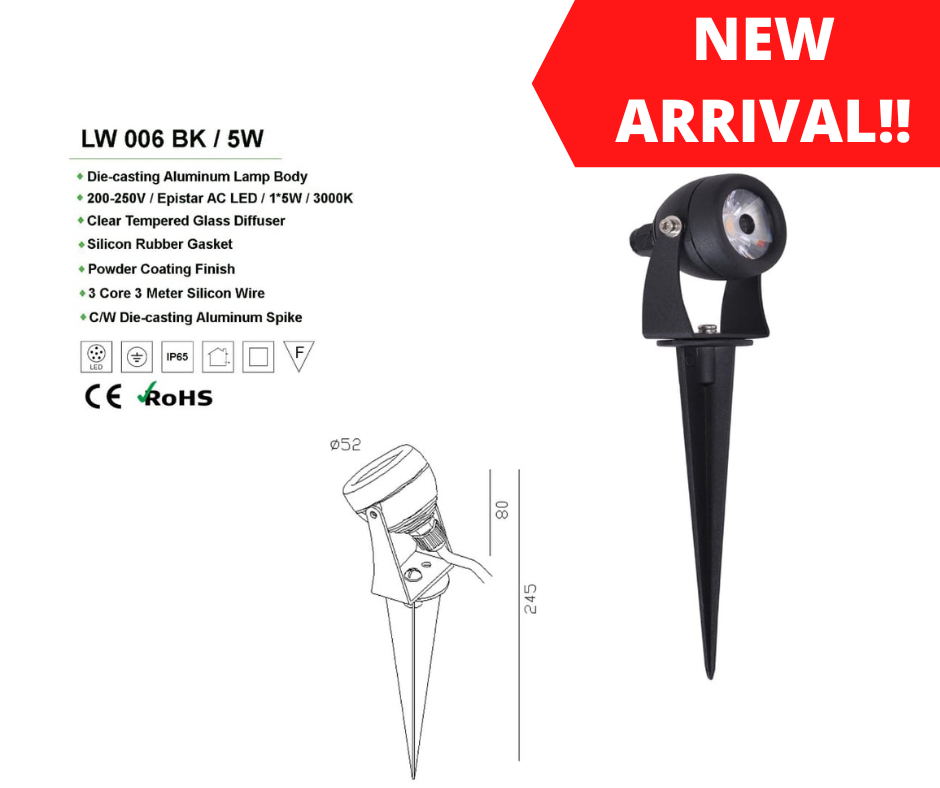 NEW
ARRIVAL!!
LW 006 BK / 5W
Die-casting Aluminum Lamp Body
200-250V / Epistar AC LED / 1*5W / 3000K
Clear Tempered Glass Diffuser
Silicon Rubber Gasket
Powder Coating Finish
3 Core 3 Meter Silicon Wire
C/W Die-casting Aluminum Spike
LED
IP65
F
CE RoHS
ø52
80
245